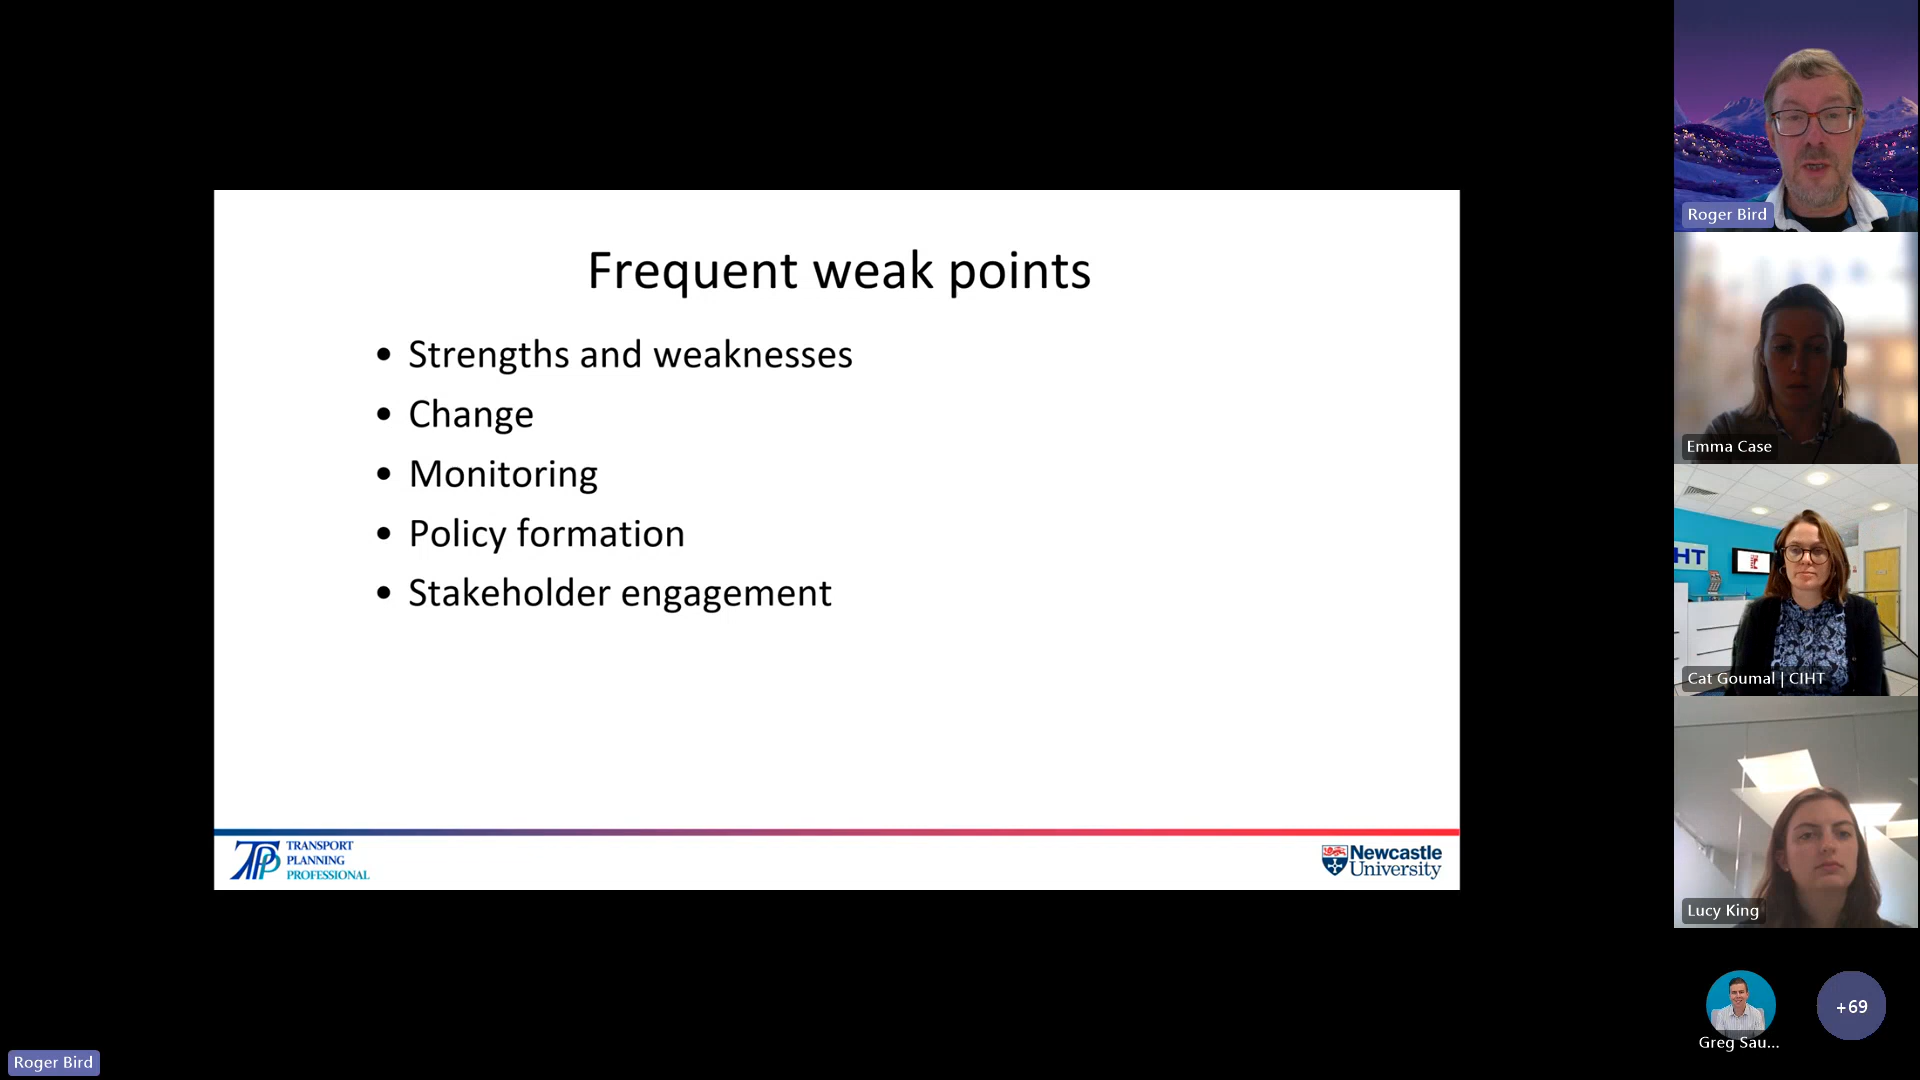 Frequent weak points
• Strengths and weaknesses
• Change
• Monitoring
• Policy formation
• Stakeholder engagement
TPP
TRANSPORT
PLANNING
PROFESSIONAL
Newcastle
University
Roger Bird
Emma Case
HT
Cat Goumal | CIHT
Lucy King
Greg Sau...
+69
Roger Bird